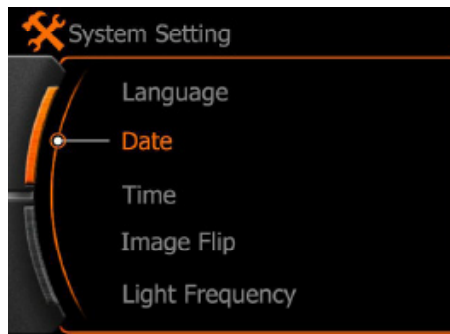 System Setting
Language
Date
Time
Image Flip
Light Frequency